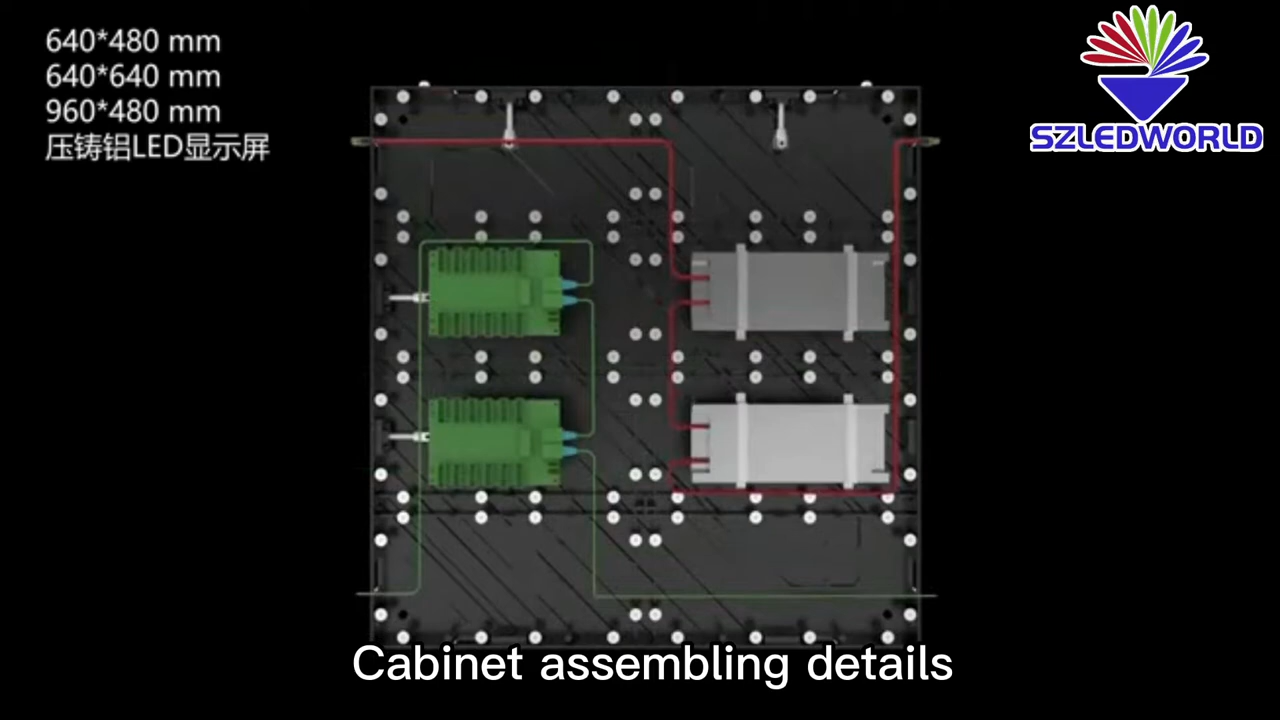 640*480 mm
640*640 mm
960*480 mm
压铸铝LED显示屏
SZLEDWORLD
Cabinet assembling details